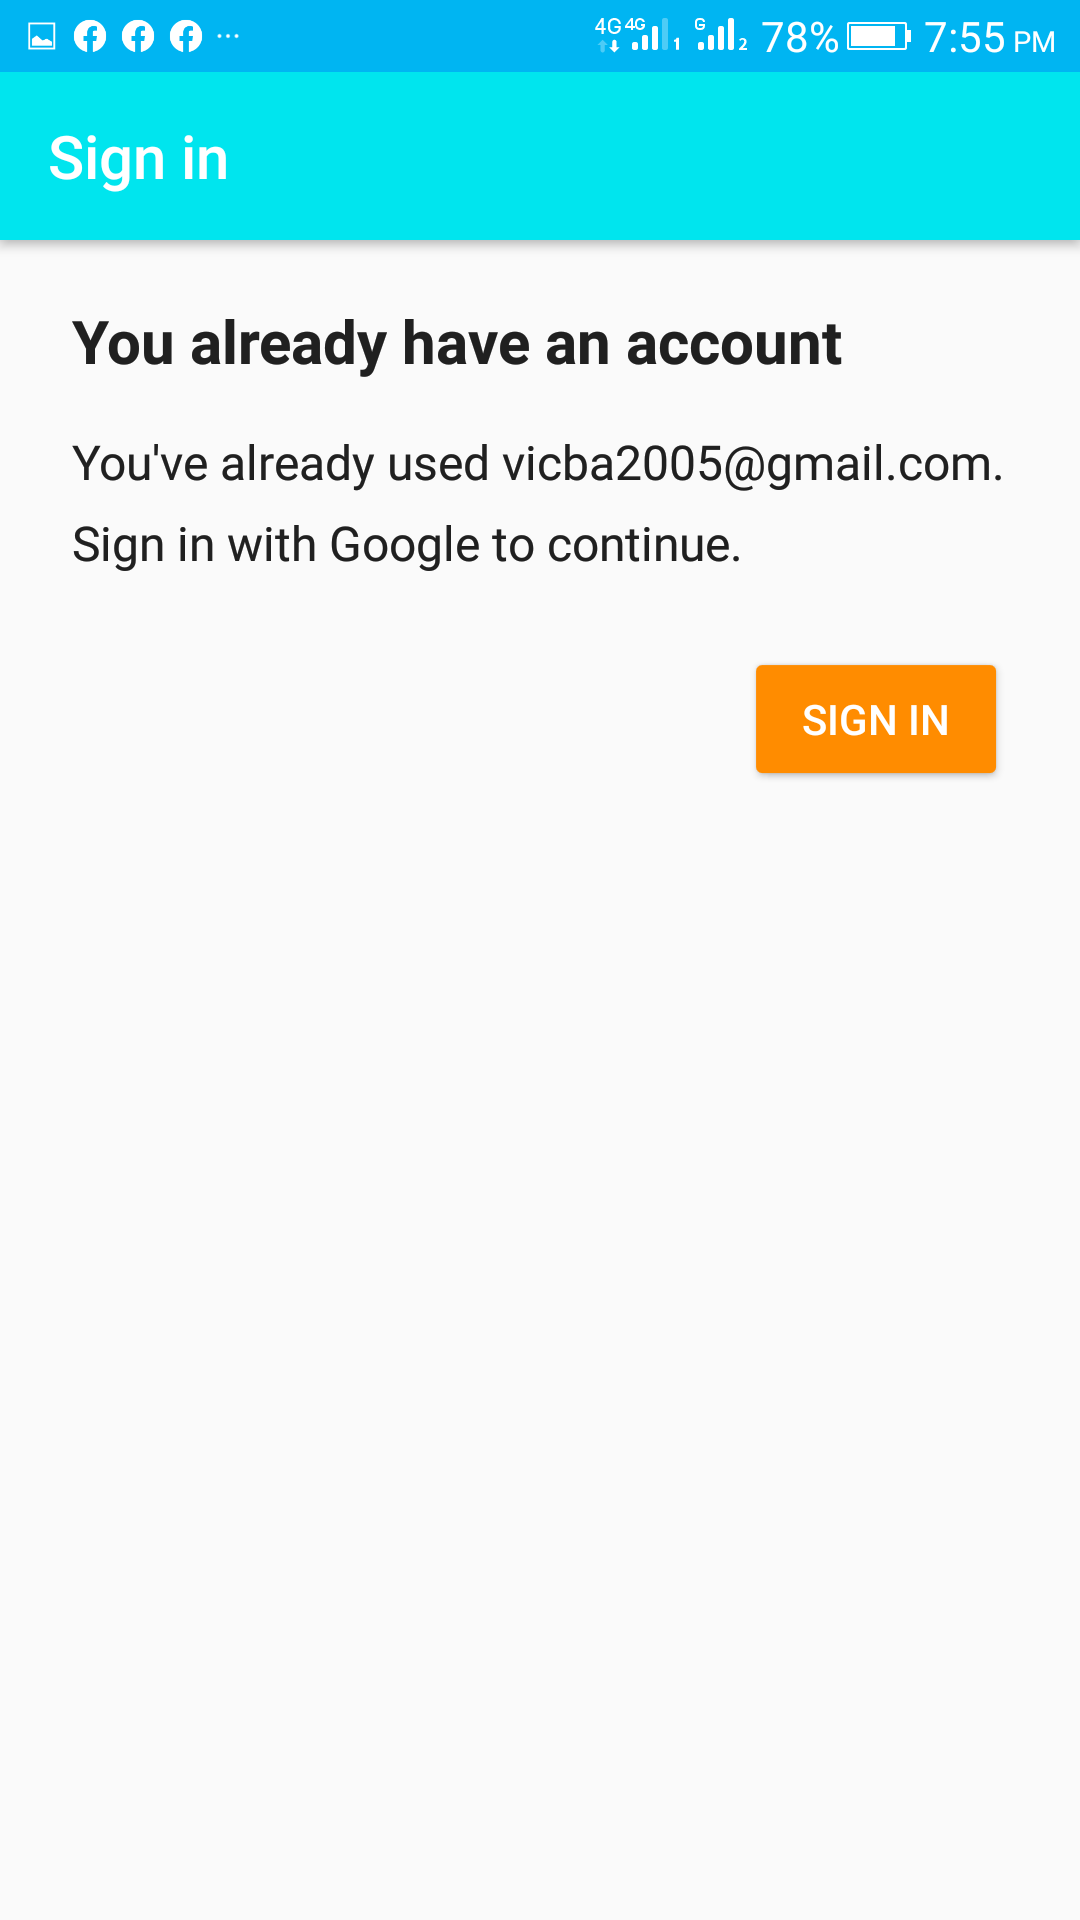 4G 4G 1 G 2 78% 7:55 PM
Sign in
You already have an account
You've already used vicba2005@gmail.com.
Sign in with Google to continue.
SIGN IN